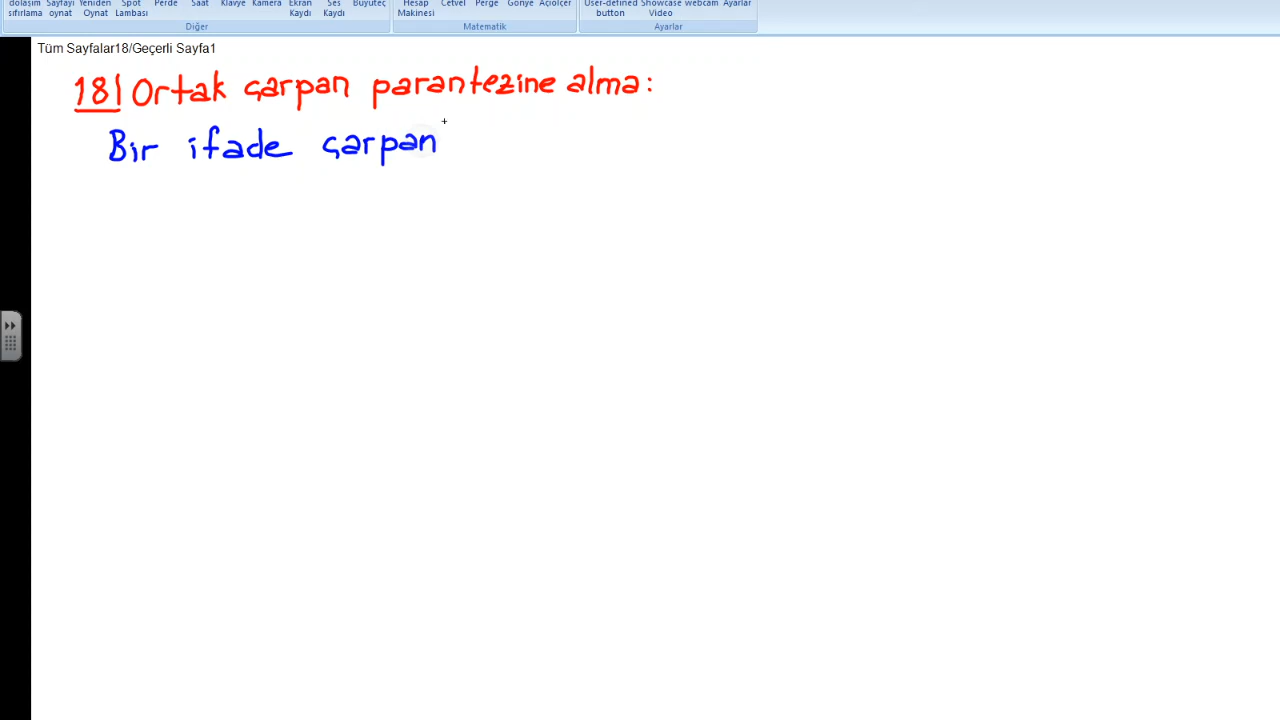 dolaşım Sayfayı Yeniden Spot Perde Saat Klavye Kamera Ekran Ses Büyüteç Hesap Cetvel Perge Gönye Açıölçer User-defined Showcase webcam Ayarlar
sıfırlama oynat Oynat Lambası Kaydı Kaydı Makinesi button Video
Diğer Matematik Ayarlar
Tüm Sayfalar18/Geçerli Sayfa1
181 Ortak çarpan parantezine alma:
Bir ifade çarpan